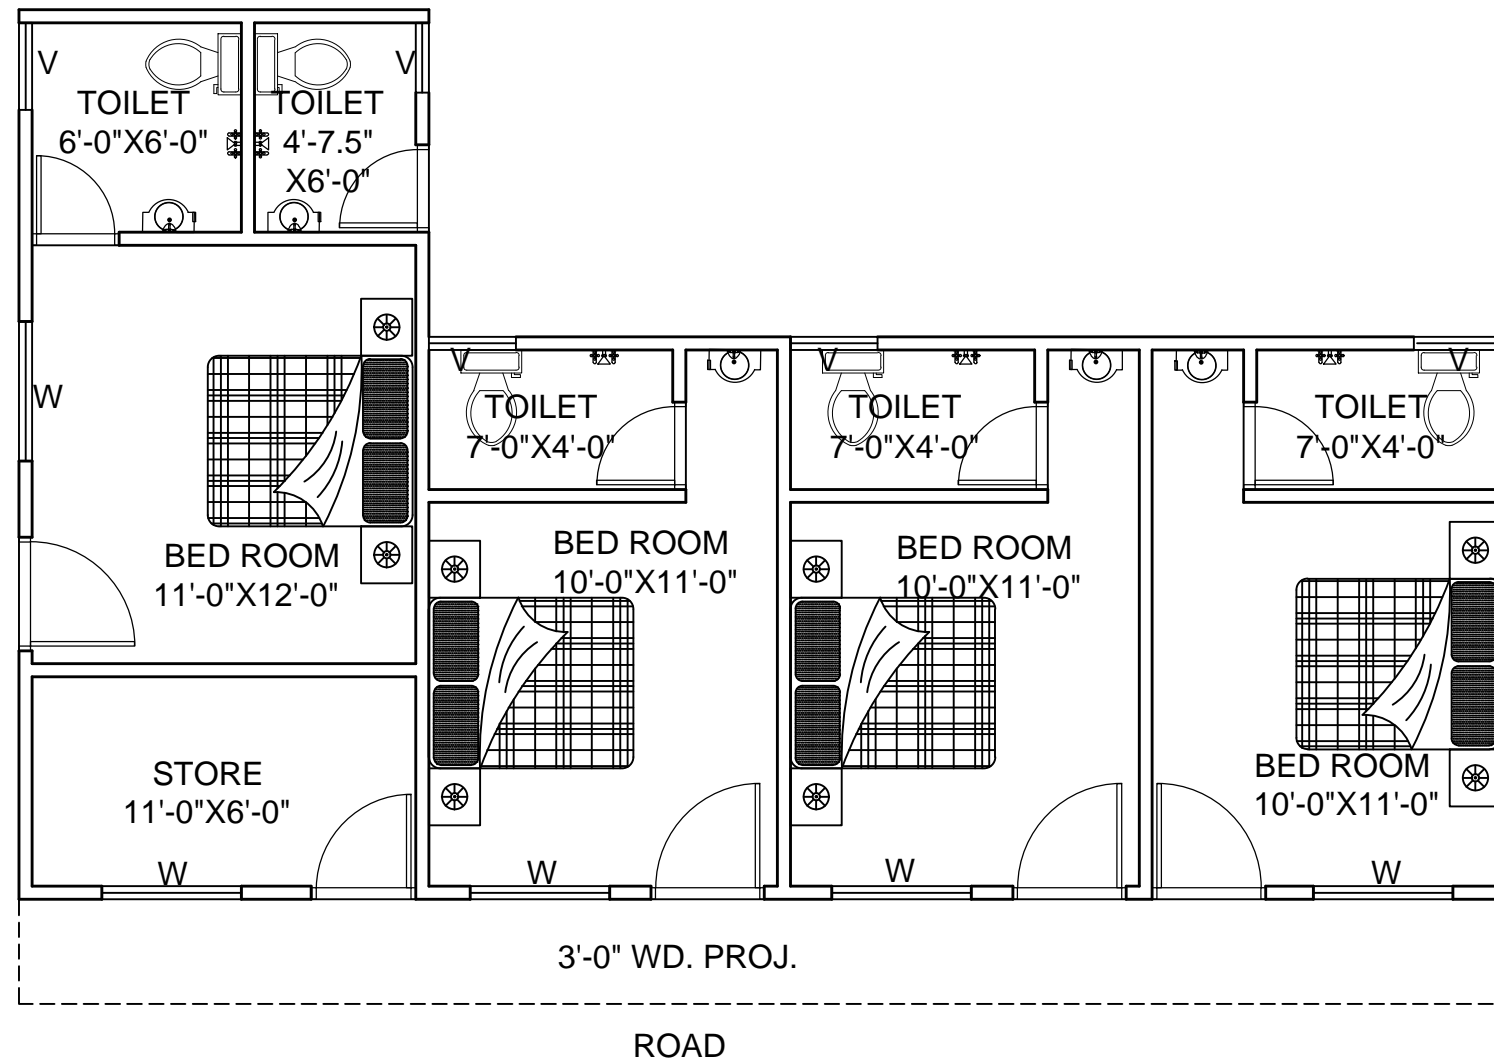 V
V
TOILET
6'-0"X6'-0"
TOILET
4'-7.5"
X6'-0"
W
V
TOILET
7'-0"X4'-0"
V
TOILET
7'-0"X4'-0"
V
TOILET
7'-0"X4'-0"
BED ROOM
11'-0"X12'-0"
BED ROOM
10'-0"X11'-0"
BED ROOM
10'-0"X11'-0"
BED ROOM
10'-0"X11'-0"
STORE
11'-0"X6'-0"
W
W
W
W
3'-0" WD. PROJ.
ROAD